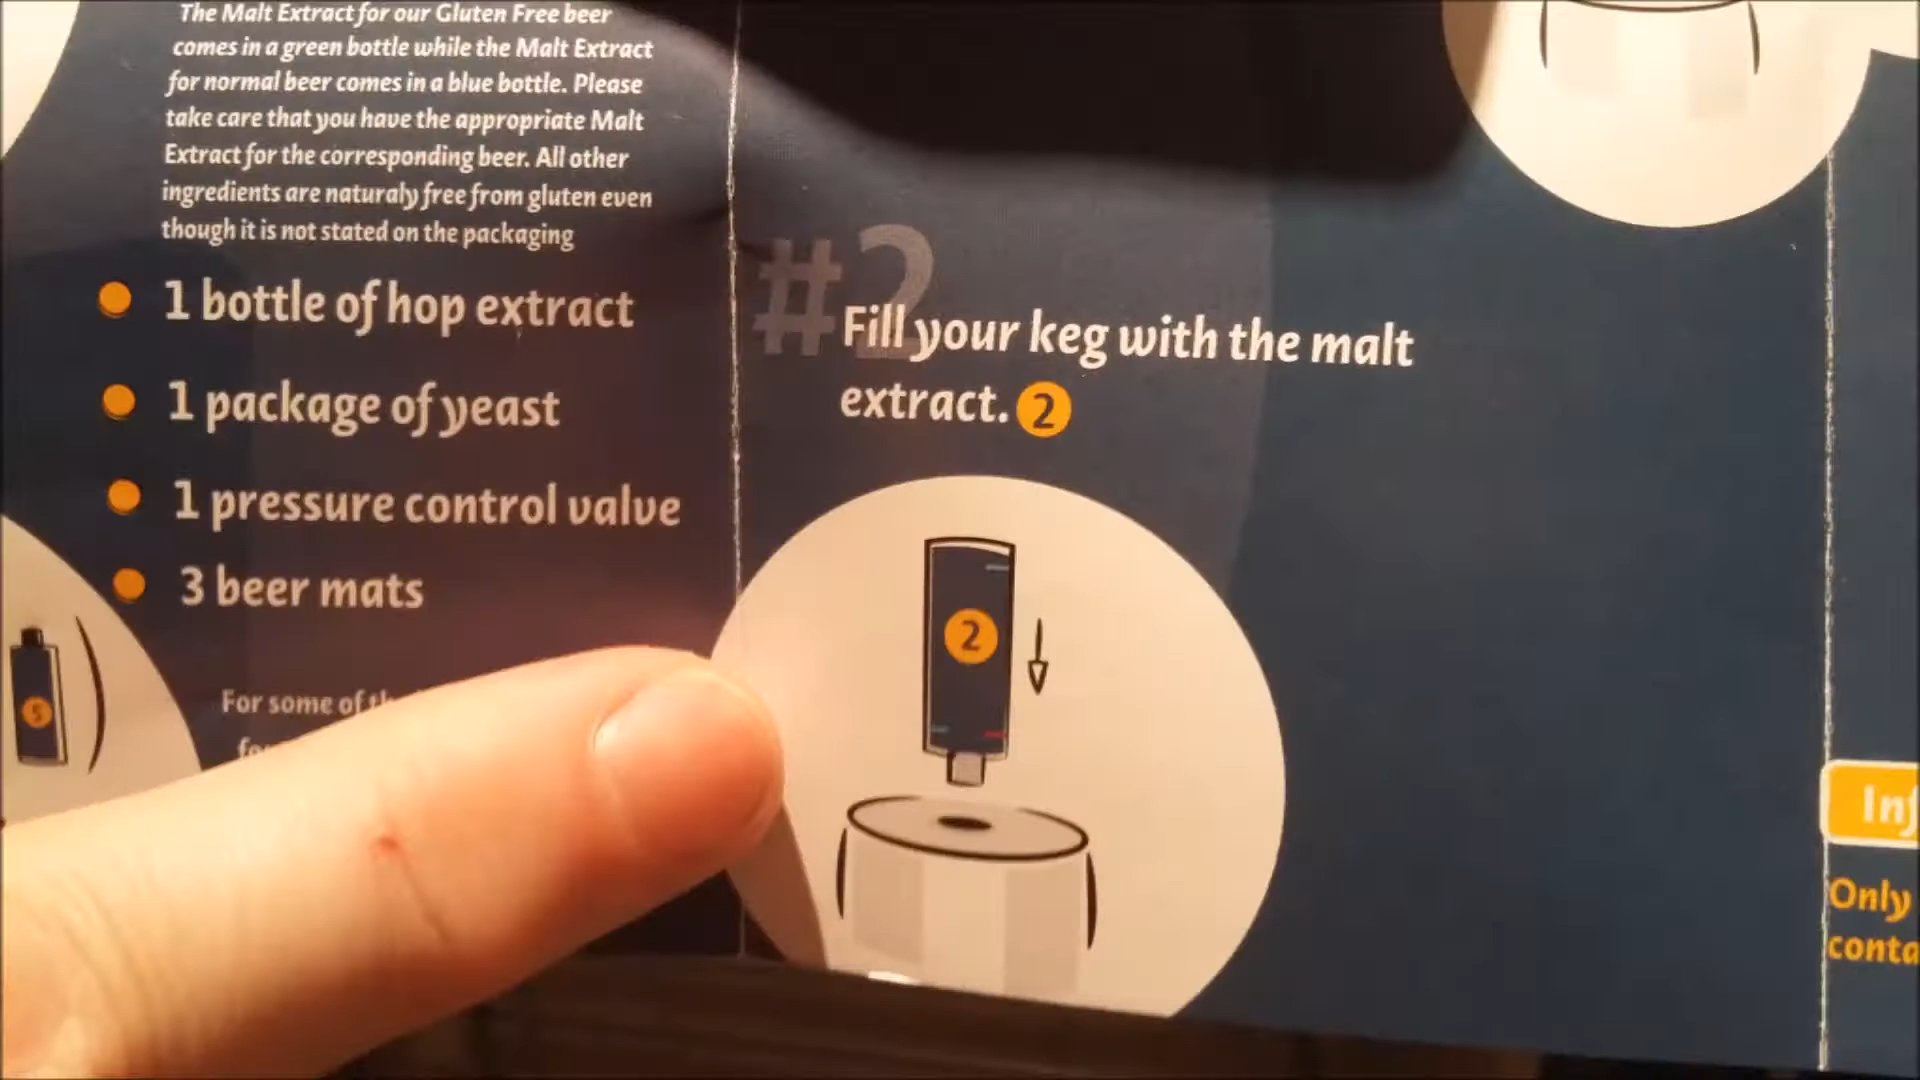 The Malt Extract for our Gluten Free beer
comes in a green bottle while the Malt Extract
for normal beer comes in a blue bottle. Please
take care that you have the appropriate Malt
Extract for the corresponding beer. All other
ingredients are naturaly free from gluten even
though it is not stated on the packaging
1 bottle of hop extract
1 package of yeast
1 pressure control valve
3 beer mats
For some of
5
#2
Fill your keg with the malt
extract. 2
2
Only